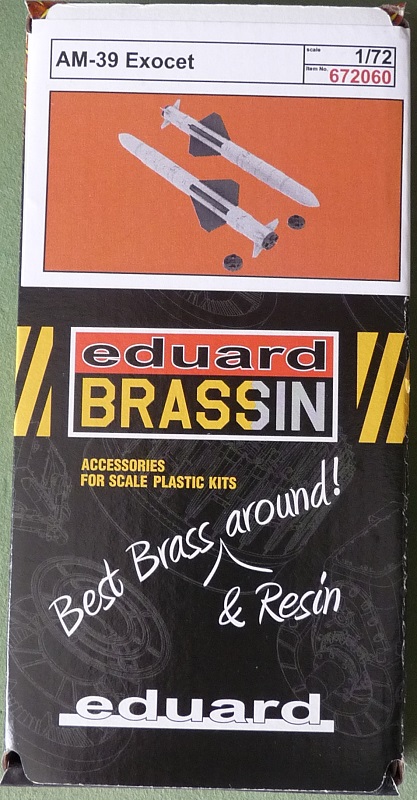 AM-39 Exocet
scale 1/72
Item No. 672060
eduard
BRASSIN
ACCESSORIES
FOR SCALE PLASTIC KITS
Best Brass around!
& Resin
eduard